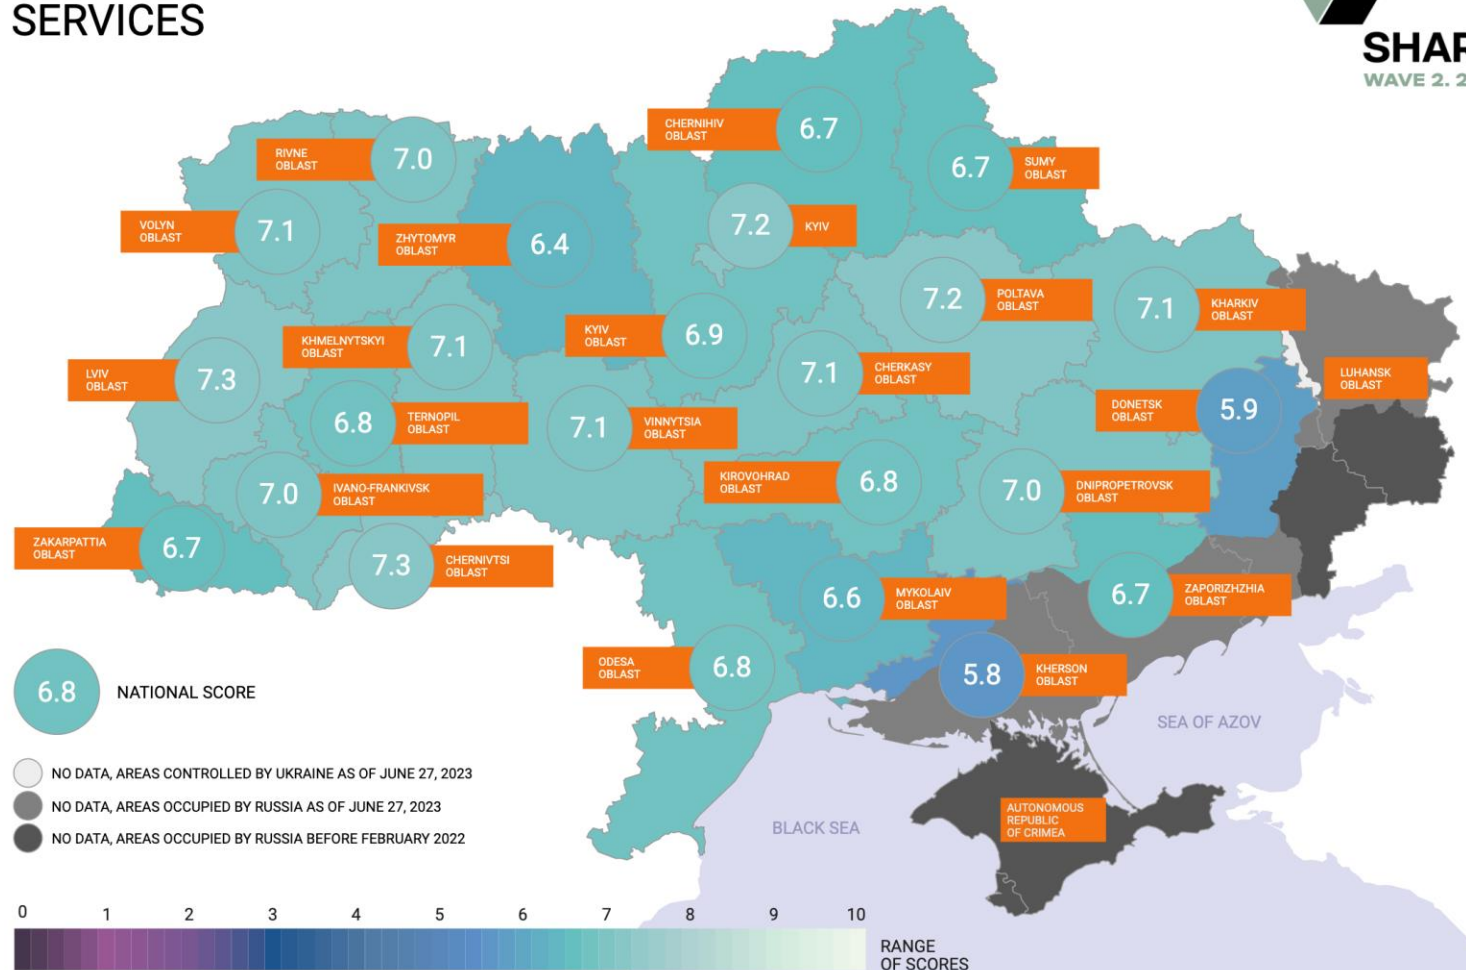 SERVICES
SHAR
WAVE 2. 2
CHERNIHIV
OBLAST
6.7
RIVNE
OBLAST
7.0
6.7
SUMY
OBLAST
VOLYN
OBLAST
7.1
ZHYTOMYR
OBLAST
6.4
7.2
KYIV
7.2
POLTAVA
OBLAST
7.1
KHARKIV
OBLAST
KHMELNYTSKYI
OBLAST
7.1
KYIV
OBLAST
6.9
LVIV
OBLAST
7.3
7.1
CHERKASY
OBLAST
LUHANSK
OBLAST
DONETSK
OBLAST
5.9
6.8
TERNOPIL
OBLAST
7.1
VINNYTSIA
OBLAST
KIROVOHRAD
OBLAST
6.8
7.0
IVANO-FRANKIVSK
OBLAST
7.0
DNIPROPETROVSK
OBLAST
ZAKARPATTIA
OBLAST
6.7
7.3
CHERNIVTSI
OBLAST
6.6
MYKOLAIV
OBLAST
6.7
ZAPORIZHZHIA
OBLAST
ODESA
OBLAST
6.8
5.8
KHERSON
OBLAST
6.8
NATIONAL SCORE
SEA OF AZOV
NO DATA, AREAS CONTROLLED BY UKRAINE AS OF JUNE 27, 2023
NO DATA, AREAS OCCUPIED BY RUSSIA AS OF JUNE 27, 2023
NO DATA, AREAS OCCUPIED BY RUSSIA BEFORE FEBRUARY 2022
BLACK SEA
AUTONOMOUS
REPUBLIC
OF CRIMEA
0 1 2 3 4 5 6 7 8 9 10
RANGE
OF SCORES